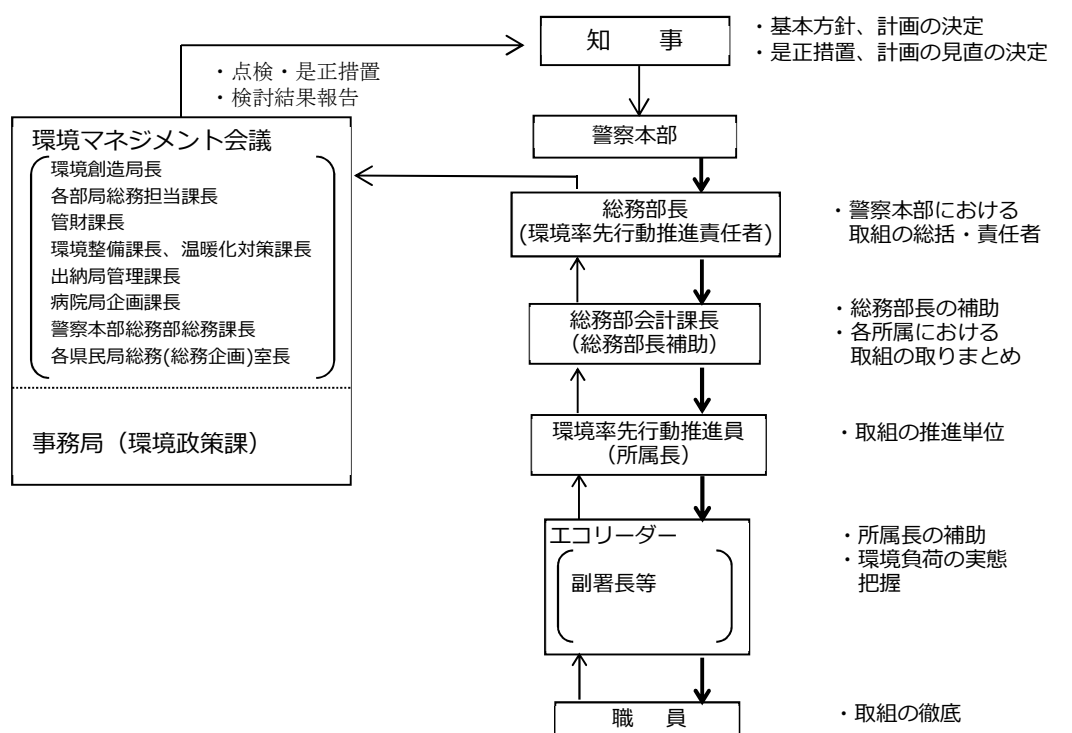 知　事
・基本方針、計画の決定
・是正措置、計画の見直の決定
・点検・是正措置
・検討結果報告
警察本部
環境マネジメント会議
環境創造局長
各部局総務担当課長
管財課長
環境整備課長、温暖化対策課長
出納局管理課長
病院局企画課長
警察本部総務部総務課長
各県民局総務(総務企画)室長
事務局（環境政策課）
総務部長
(環境率先行動推進責任者)
・警察本部における
取組の総括・責任者
総務部会計課長
（総務部長補助）
・総務部長の補助
・各所属における
取組の取りまとめ
環境率先行動推進員
（所属長）
・取組の推進単位
エコリーダー
副署長等
・所属長の補助
・環境負荷の実態
把握
職　員
・取組の徹底